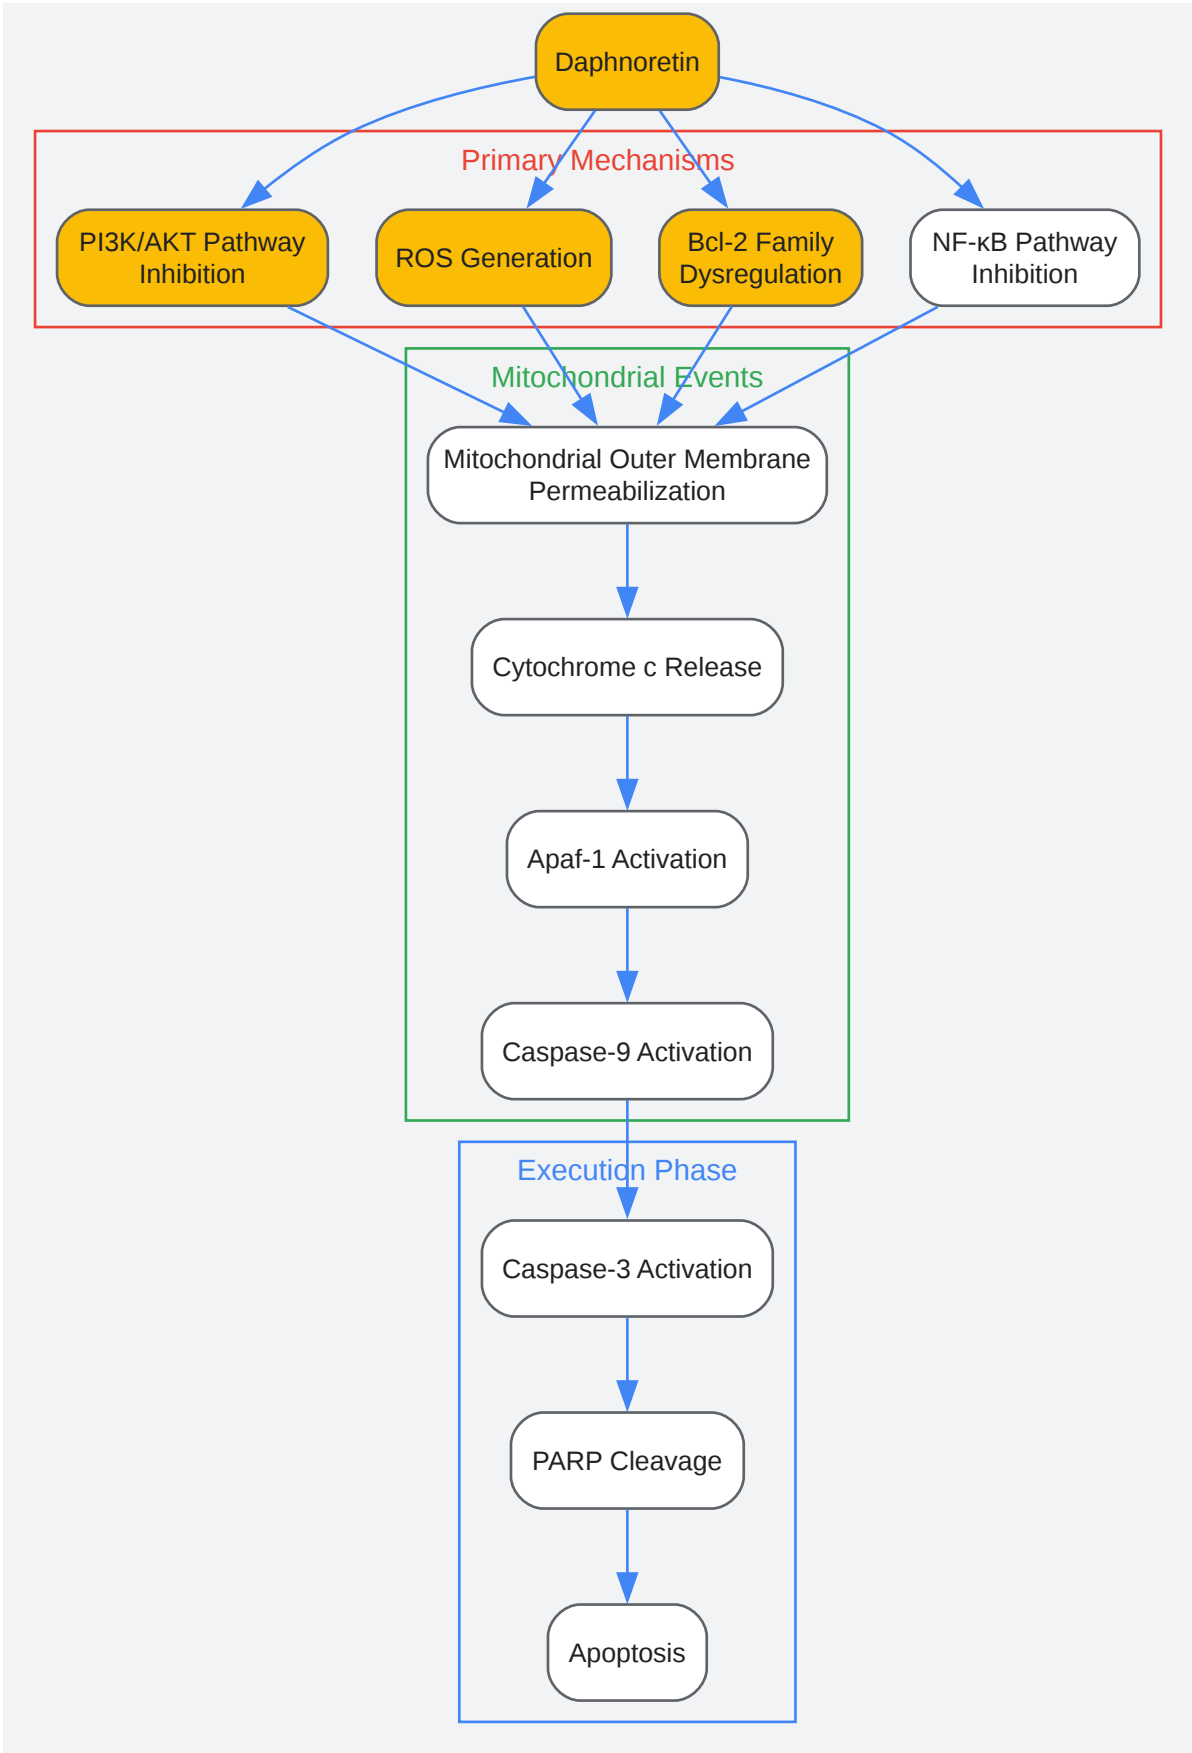 Daphnoretin
Primary Mechanisms
PI3K/AKT Pathway
Inhibition
ROS Generation
Bcl-2 Family
Dysregulation
NF-κB Pathway
Inhibition
Mitochondrial Events
Mitochondrial Outer Membrane
Permeabilization
Cytochrome c Release
Apaf-1 Activation
Caspase-9 Activation
Execution Phase
Caspase-3 Activation
PARP Cleavage
Apoptosis